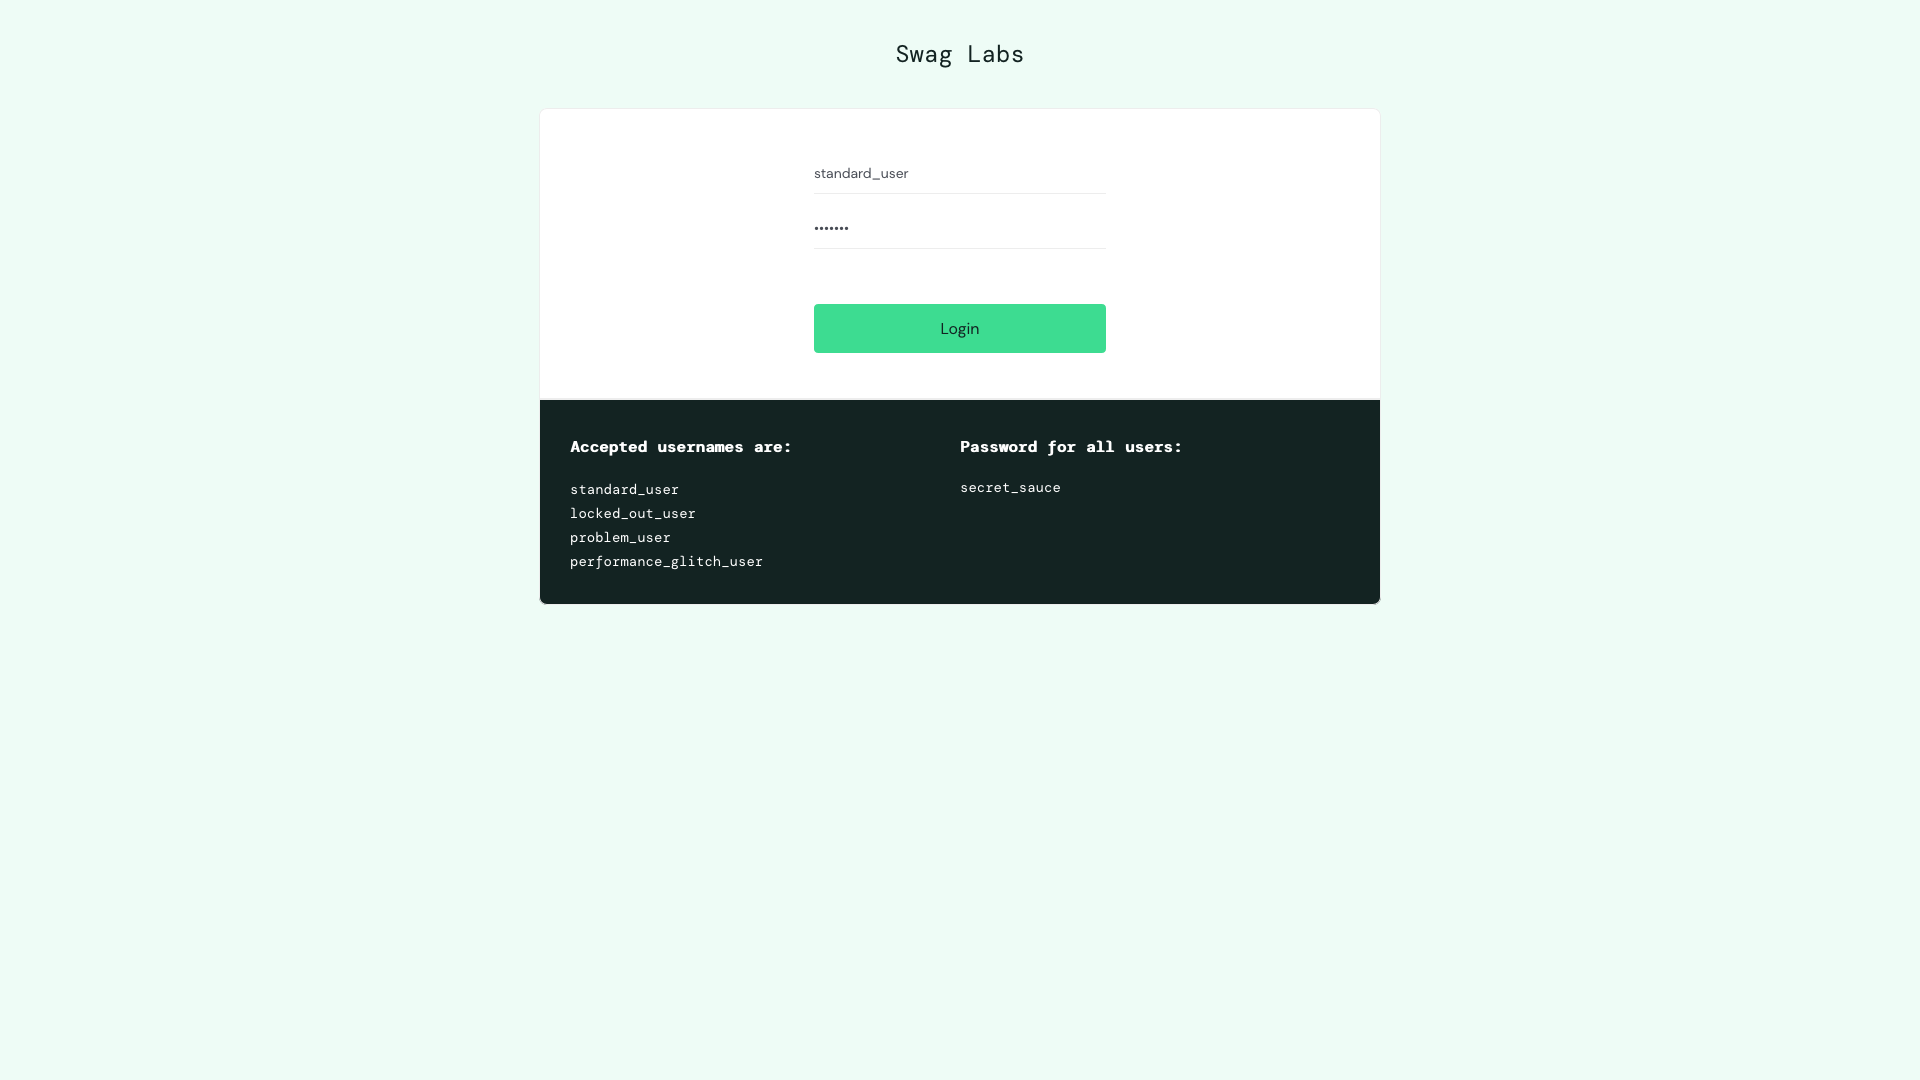 Swag Labs
standard_user
•••••••
Login
Accepted usernames are:
standard_user
locked_out_user
problem_user
performance_glitch_user
Password for all users:
secret_sauce